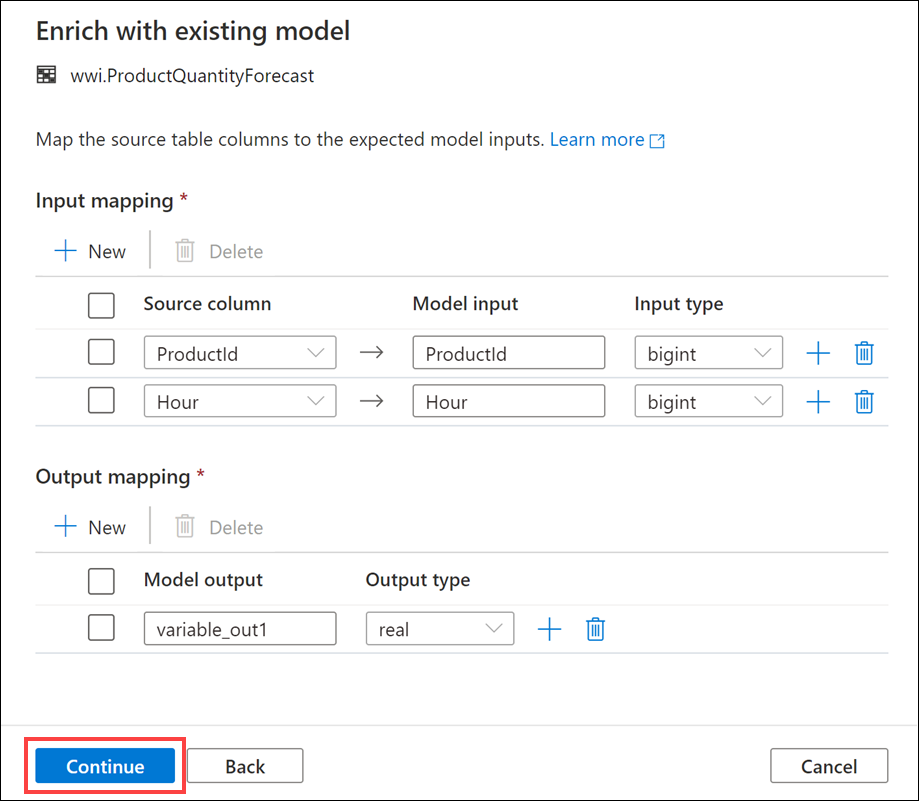 Enrich with existing model
wwi.ProductQuantityForecast
Map the source table columns to the expected model inputs. Learn more
Input mapping *
New Delete
Source column Model input Input type
ProductId ProductId bigint
Hour Hour bigint
Output mapping *
New Delete
Model output Output type
variable_out1 real
Continue Back Cancel